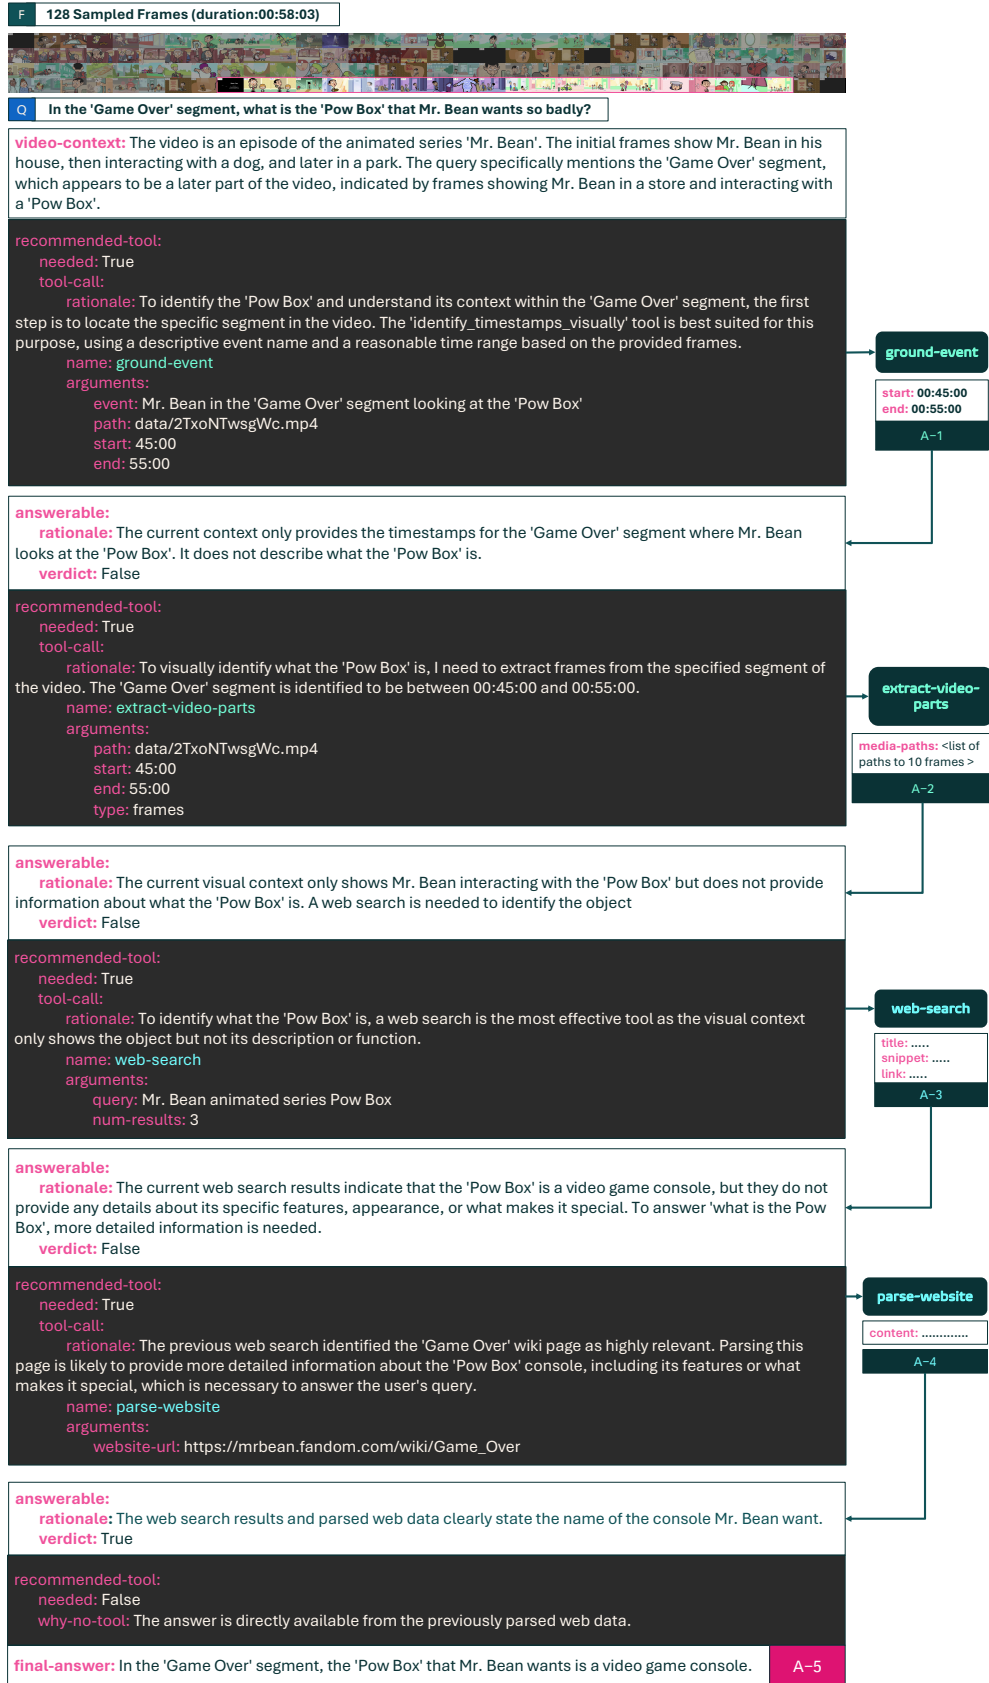 F 128 Sampled Frames (duration:00:58:03)
Q In the 'Game Over' segment, what is the 'Pow Box' that Mr. Bean wants so badly?
video-context: The video is an episode of the animated series 'Mr. Bean'. The initial frames show Mr. Bean in his
house, then interacting with a dog, and later in a park. The query specifically mentions the 'Game Over' segment,
which appears to be a later part of the video, indicated by frames showing Mr. Bean in a store and interacting with
a 'Pow Box'.
recommended-tool:
needed: True
tool-call:
rationale: To identify the 'Pow Box' and understand its context within the 'Game Over' segment, the first
step is to locate the specific segment in the video. The 'identify_timestamps_visually' tool is best suited for this
purpose, using a descriptive event name and a reasonable time range based on the provided frames.
name: ground-event
arguments:
event: Mr. Bean in the 'Game Over' segment looking at the 'Pow Box'
path: data/2TxoNTwsgWc.mp4
start: 45:00
end: 55:00
ground-event
start: 00:45:00
end: 00:55:00
A-1
answerable:
rationale: The current context only provides the timestamps for the 'Game Over' segment where Mr. Bean
looks at the 'Pow Box'. It does not describe what the 'Pow Box' is.
verdict: False
recommended-tool:
needed: True
tool-call:
rationale: To visually identify what the 'Pow Box' is, I need to extract frames from the specified segment of
the video. The 'Game Over' segment is identified to be between 00:45:00 and 00:55:00.
name: extract-video-parts
arguments:
path: data/2TxoNTwsgWc.mp4
start: 45:00
end: 55:00
type: frames
extract-video-
parts
media-paths: <list of
paths to 10 frames >
A-2
answerable:
rationale: The current visual context only shows Mr. Bean interacting with the 'Pow Box' but does not provide
information about what the 'Pow Box' is. A web search is needed to identify the object
verdict: False
recommended-tool:
needed: True
tool-call:
rationale: To identify what the 'Pow Box' is, a web search is the most effective tool as the visual context
only shows the object but not its description or function.
name: web-search
arguments:
query: Mr. Bean animated series Pow Box
num-results: 3
web-search
title: .....
snippet: .....
link: .....
A-3
answerable:
rationale: The current web search results indicate that the 'Pow Box' is a video game console, but they do not
provide any details about its specific features, appearance, or what makes it special. To answer 'what is the Pow
Box', more detailed information is needed.
verdict: False
recommended-tool:
needed: True
tool-call:
rationale: The previous web search identified the 'Game Over' wiki page as highly relevant. Parsing this
page is likely to provide more detailed information about the 'Pow Box' console, including its features or what
makes it special, which is necessary to answer the user's query.
name: parse-website
arguments:
website-url: https://mrbean.fandom.com/wiki/Game_Over
parse-website
content: ............
A-4
answerable:
rationale: The web search results and parsed web data clearly state the name of the console Mr. Bean want.
verdict: True
recommended-tool:
needed: False
why-no-tool: The answer is directly available from the previously parsed web data.
final-answer: In the 'Game Over' segment, the 'Pow Box' that Mr. Bean wants is a video game console.
A-5